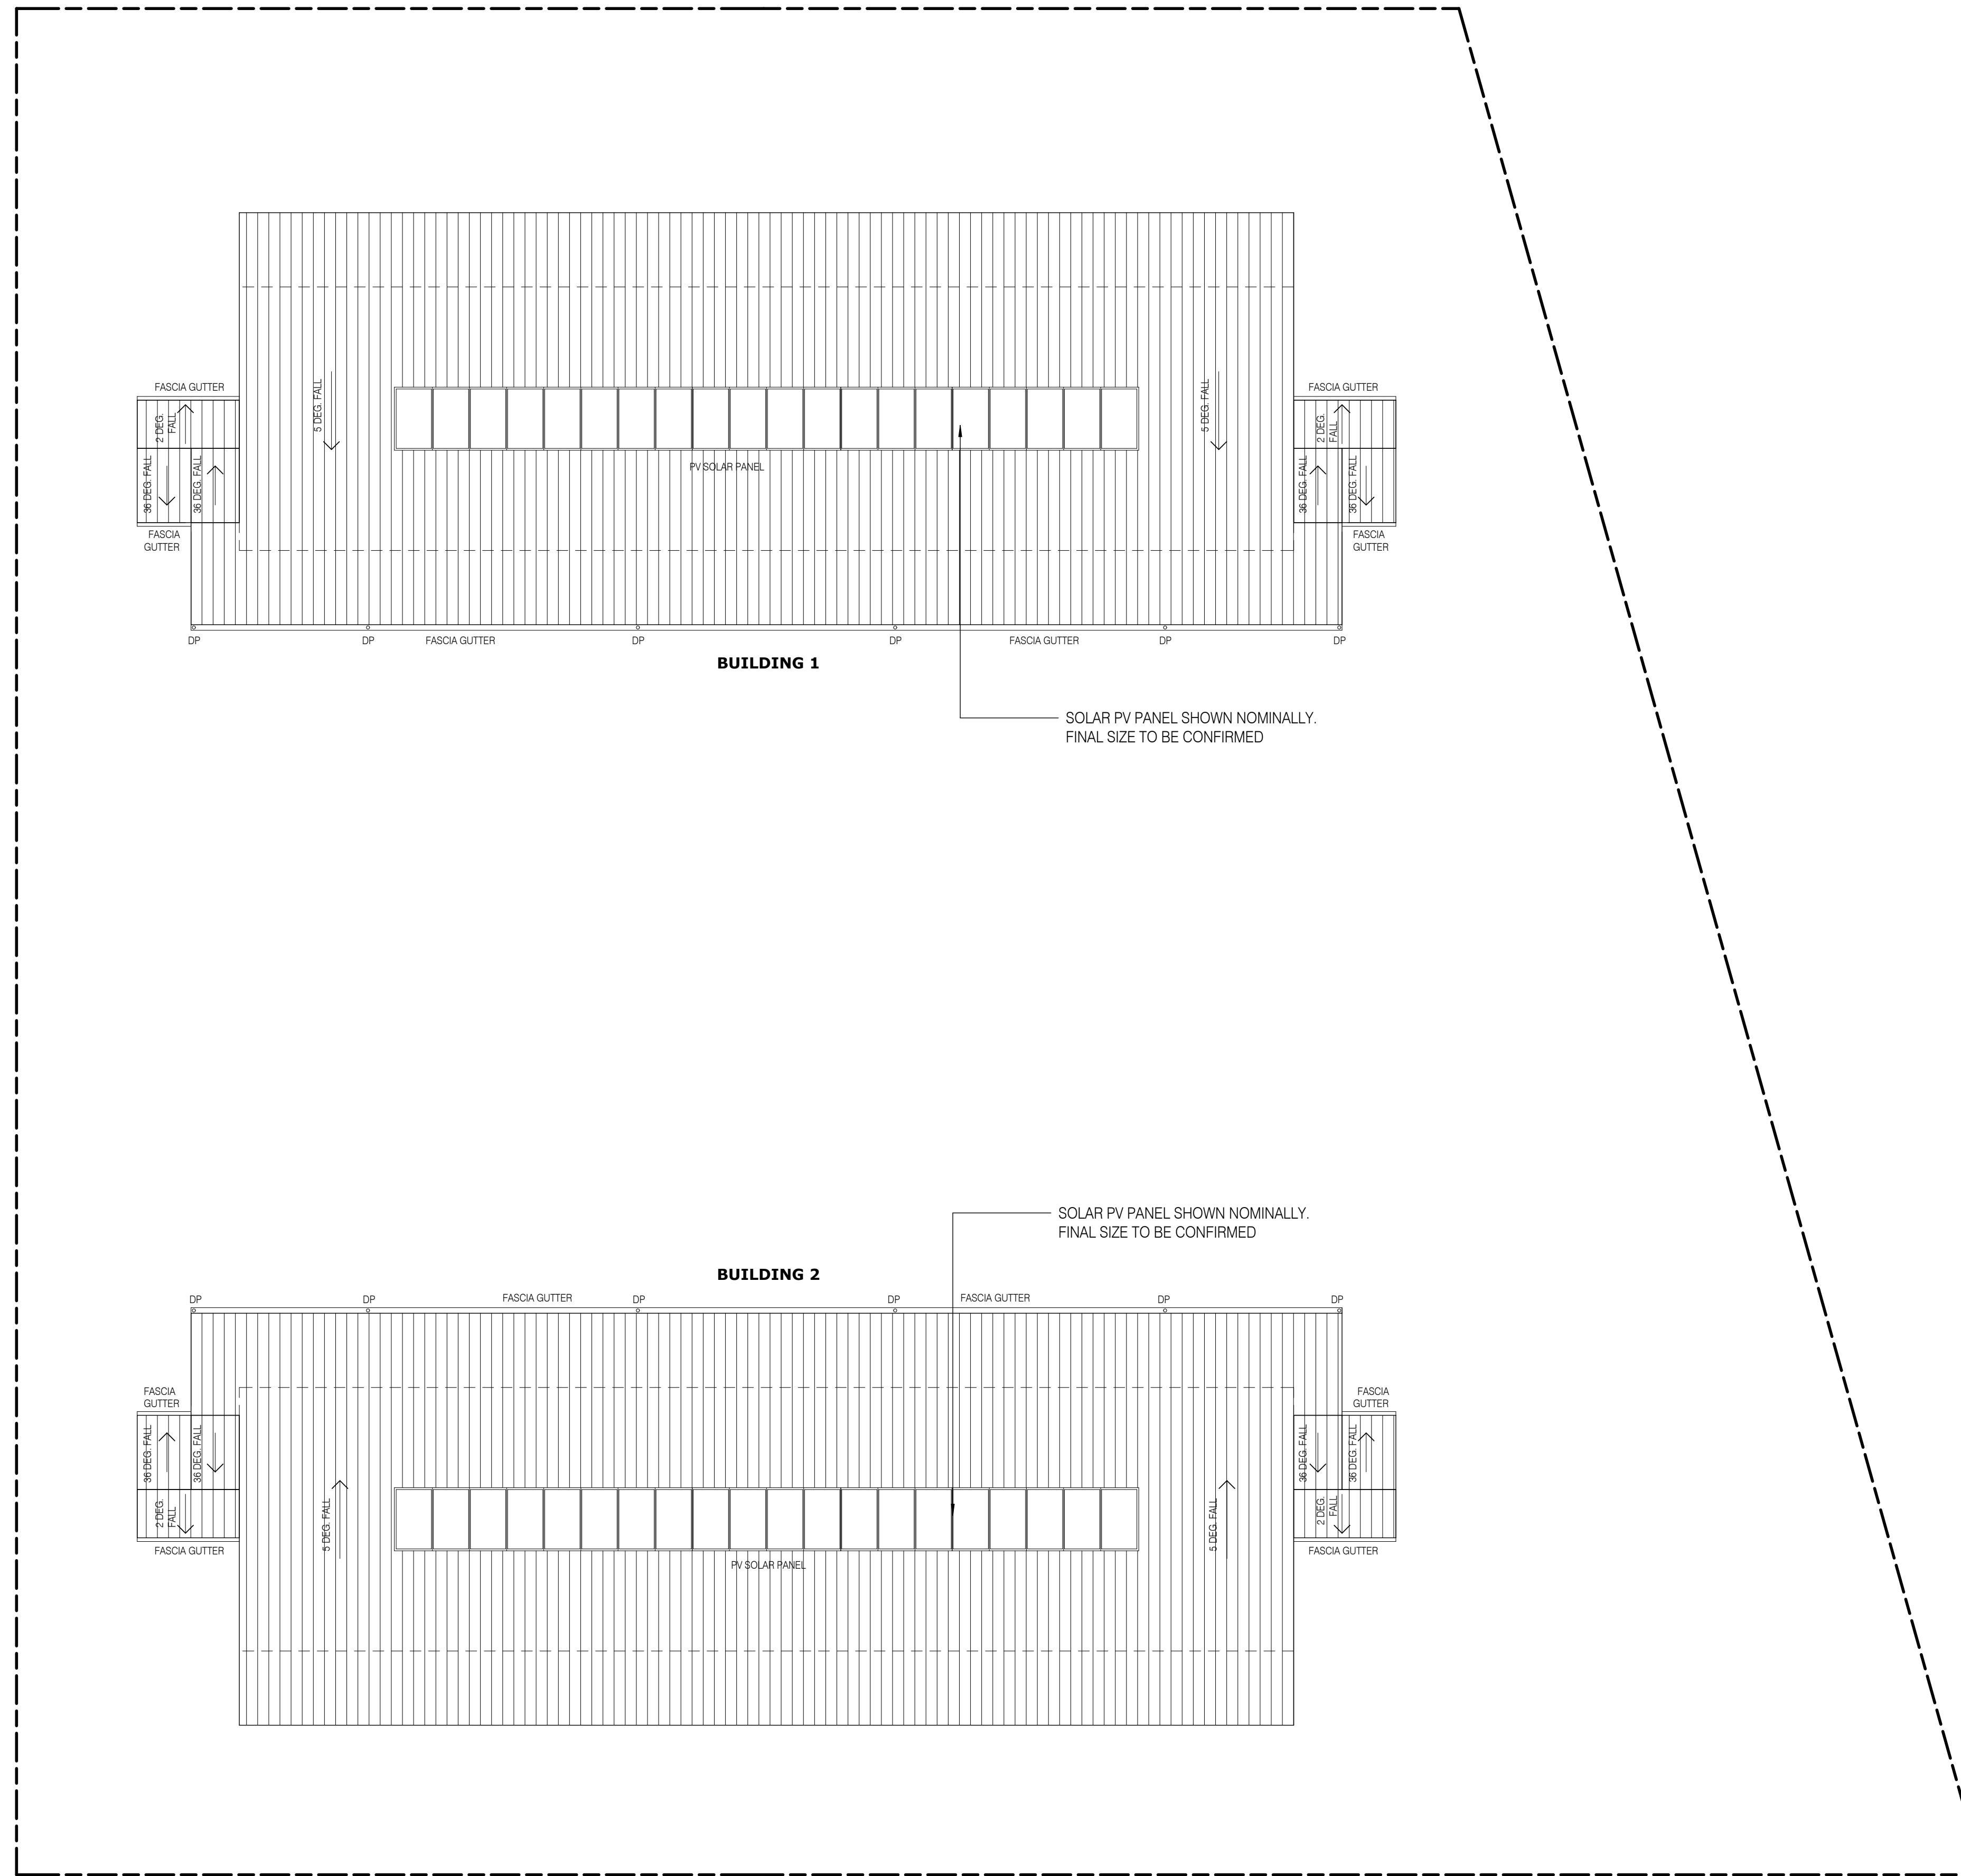 FASCIA GUTTER
2 DEG.
FALL
36 DEG. FALL
36 DEG. FALL
FASCIA
GUTTER
5 DEG. FALL
PV SOLAR PANEL
5 DEG. FALL
FASCIA GUTTER
2 DEG.
FALL
36 DEG. FALL
36 DEG. FALL
FASCIA
GUTTER
DP
DP
FASCIA GUTTER
DP
DP
FASCIA GUTTER
DP
DP
BUILDING 1
SOLAR PV PANEL SHOWN NOMINALLY.
FINAL SIZE TO BE CONFIRMED
SOLAR PV PANEL SHOWN NOMINALLY.
FINAL SIZE TO BE CONFIRMED
BUILDING 2
DP
DP
FASCIA GUTTER
DP
DP
FASCIA GUTTER
DP
DP
FASCIA
GUTTER
36 DEG. FALL
36 DEG. FALL
2 DEG.
FALL
FASCIA GUTTER
5 DEG. FALL
PV SOLAR PANEL
5 DEG. FALL
FASCIA
GUTTER
36 DEG. FALL
36 DEG. FALL
2 DEG.
FALL
FASCIA GUTTER